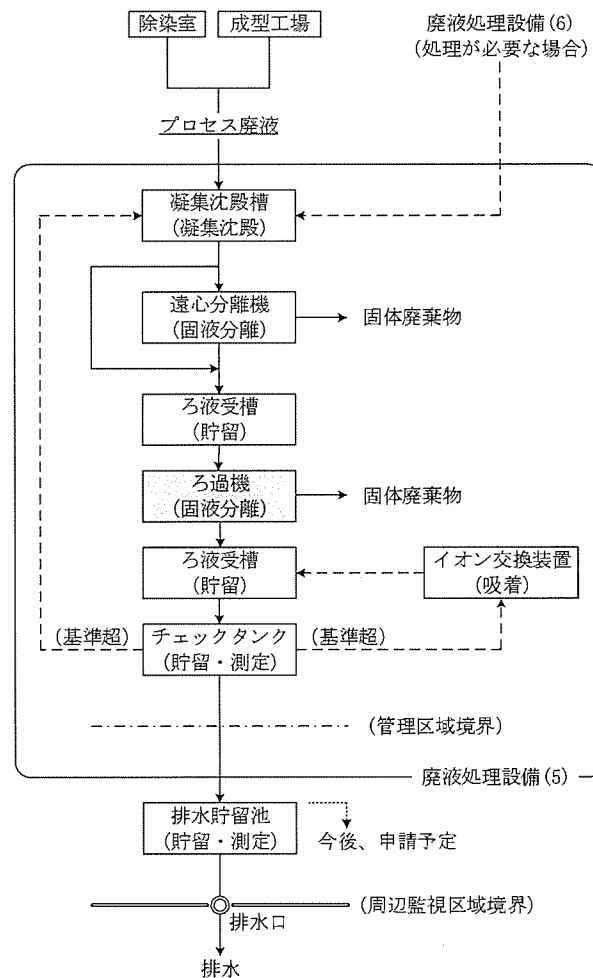 除染室
成型工場
廃液処理設備(6)
(処理が必要な場合)
プロセス廃液
凝集沈殿槽
(凝集沈殿)
遠心分離機
(固液分離)
固体廃棄物
ろ液受槽
(貯留)
ろ過機
(固液分離)
固体廃棄物
ろ液受槽
(貯留)
イオン交換装置
(吸着)
(基準超)
チェックタンク
(貯留・測定)
(基準超)
(管理区域境界)
廃液処理設備(5)
排水貯留池
(貯留・測定)
今後、申請予定
(周辺監視区域境界)
排水口
排水